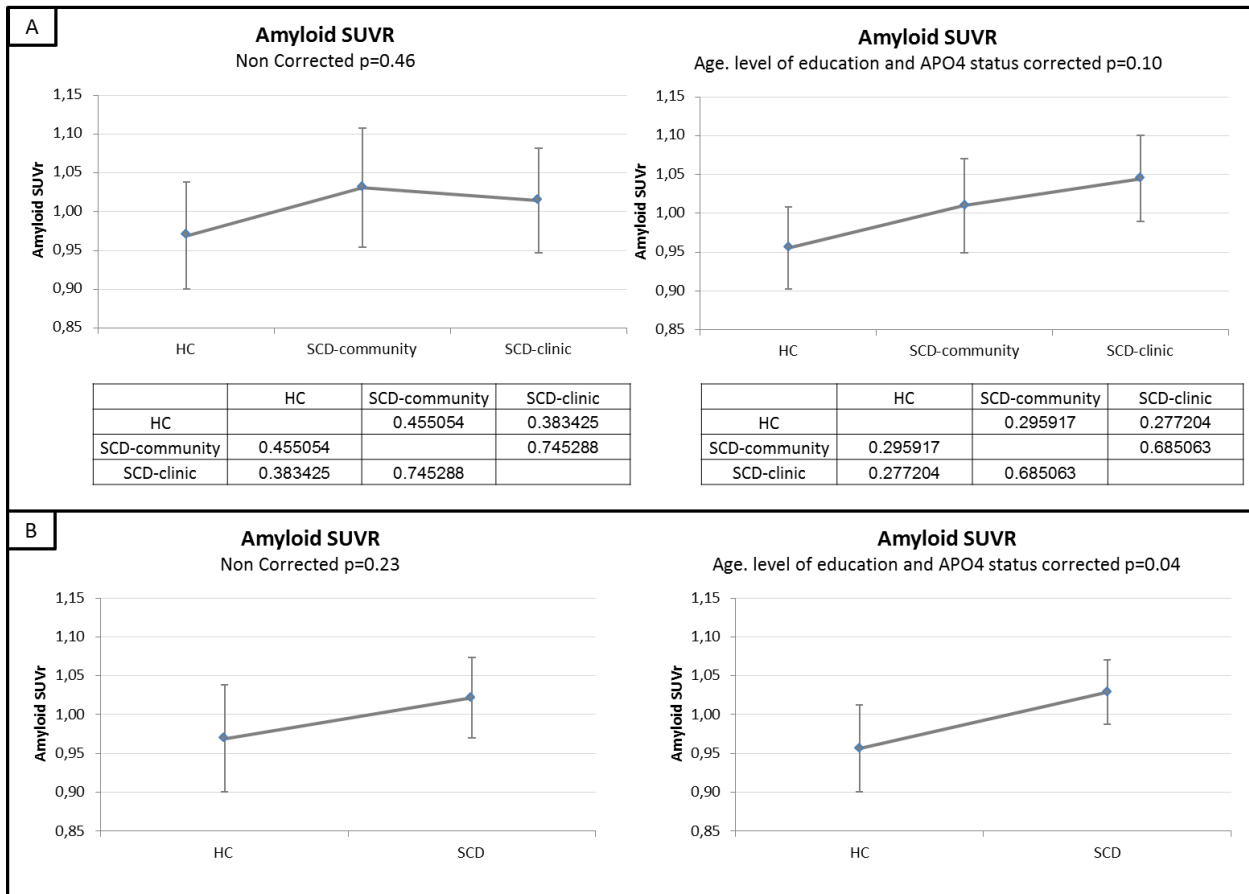 A
Amyloid SUVR
Non Corrected p=0.46
Amyloid SUVr
1,15
1,10
1,05
1,00
0,95
0,90
0,85
HC SCD-community SCD-clinic
HC SCD-community SCD-clinic
HC 0.455054 0.383425
SCD-community 0.455054 0.745288
SCD-clinic 0.383425 0.745288
Amyloid SUVR
Age. level of education and APO4 status corrected p=0.10
Amyloid SUVr
1,15
1,10
1,05
1,00
0,95
0,90
0,85
HC SCD-community SCD-clinic
HC SCD-community SCD-clinic
HC 0.295917 0.277204
SCD-community 0.295917 0.685063
SCD-clinic 0.277204 0.685063
B
Amyloid SUVR
Non Corrected p=0.23
Amyloid SUVr
1,15
1,10
1,05
1,00
0,95
0,90
0,85
HC SCD
Amyloid SUVR
Age. level of education and APO4 status corrected p=0.04
Amyloid SUVr
1,15
1,10
1,05
1,00
0,95
0,90
0,85
HC SCD